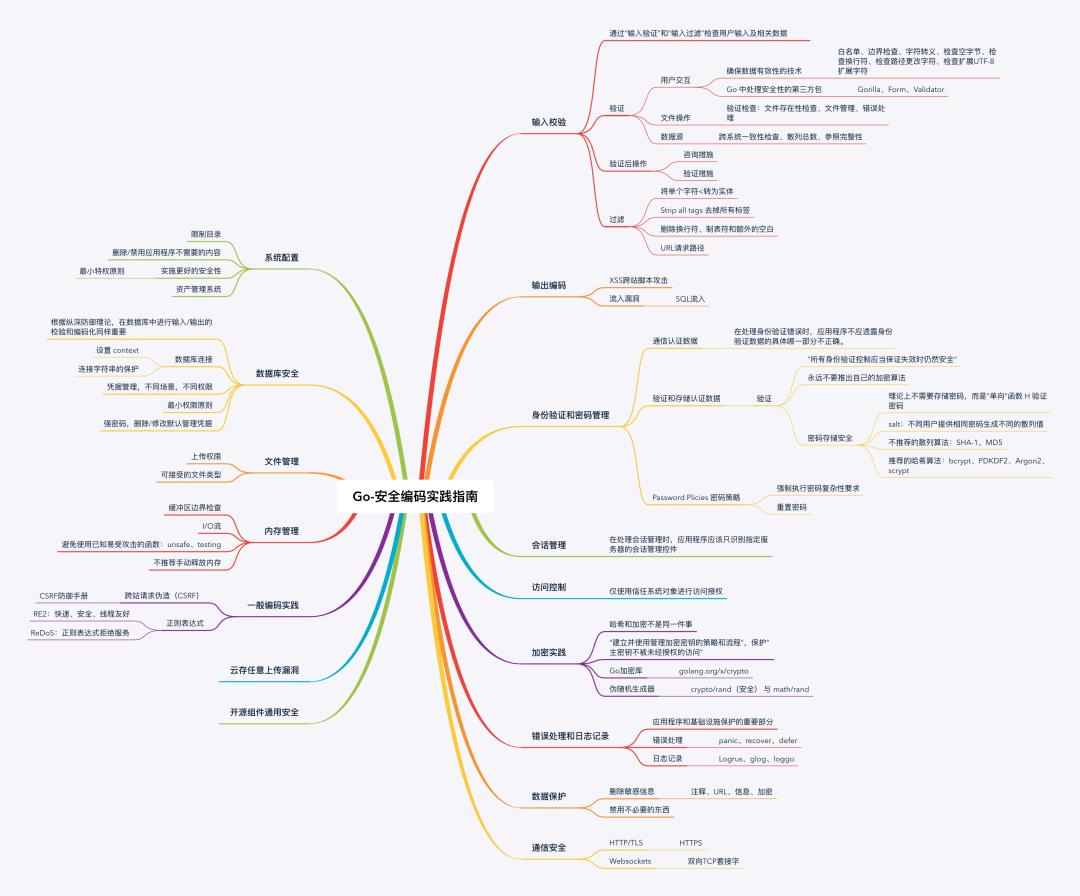 Go-安全编码实践指南
输入校验
通过“输入验证”和“输入过滤”检查用户输入及相关数据
验证
用户交互
确保数据有效性的技术
白名单、边界检查、字符转义、检查空字节、检
查换行符、检查路径更改字符、检查扩展UTF-8
扩展字符
Go 中处理安全性的第三方包
Gorilla、Form、Validator
文件操作
验证检查：文件存在性检查、文件管理、错误处
理
数据源
跨系统一致性检查、散列总数、参照完整性
验证后操作
咨询措施
验证措施
过滤
将单个字符<转为实体
Strip all tags 去掉所有标签
删除换行符、制表符和额外的空白
URL请求路径
输出编码
XSS跨站脚本攻击
流入漏洞
SQL流入
身份验证和密码管理
通信认证数据
在处理身份验证错误时，应用程序不应透露身份
验证数据的具体哪一部分不正确。
验证和存储认证数据
验证
“所有身份验证控制应当保证失效时仍然安全”
永远不要推出自己的加密算法
密码存储安全
理论上不需要存储密码，而是“单向”函数 H 验证
密码
salt：不同用户提供相同密码生成不同的散列值
不推荐的散列算法：SHA-1、MD5
推荐的哈希算法：bcrypt、PDKDF2、Argon2、
scrypt
Password Plicies 密码策略
强制执行密码复杂性要求
重置密码
会话管理
在处理会话管理时，应用程序应该只识别指定服
务器的会话管理控件
访问控制
仅使用信任系统对象进行访问授权
加密实践
哈希和加密不是同一件事
“建立并使用管理加密密钥的策略和流程”，保护“
主密钥不被未经授权的访问”
Go加密库
golang.org/x/crypto
伪随机生成器
crypto/rand（安全） 与 math/rand
错误处理和日志记录
应用程序和基础设施保护的重要部分
错误处理
panic、recover、defer
日志记录
Logrus、glog、loggo
数据保护
删除敏感信息
注释、URL、信息、加密
禁用不必要的东西
通信安全
HTTP/TLS
HTTPS
Websockets
双向TCP套接字
系统配置
限制目录
删除/禁用应用程序不需要的内容
实施更好的安全性
最小特权原则
资产管理系统
数据库安全
根据纵深防御理论，在数据库中进行输入/输出的
校验和编码化同样重要
数据库连接
设置 context
连接字符串的保护
凭据管理，不同场景，不同权限
最小权限原则
强密码，删除/修改默认管理凭据
文件管理
上传权限
可接受的文件类型
内存管理
缓冲区边界检查
I/O流
避免使用已知易受攻击的函数：unsafe、testing
不推荐手动释放内存
一般编码实践
跨站请求伪造（CSRF）
CSRF防御手册
正则表达式
RE2：快速、安全、线程友好
ReDoS：正则表达式拒绝服务
云存任意上传漏洞
开源组件通用安全